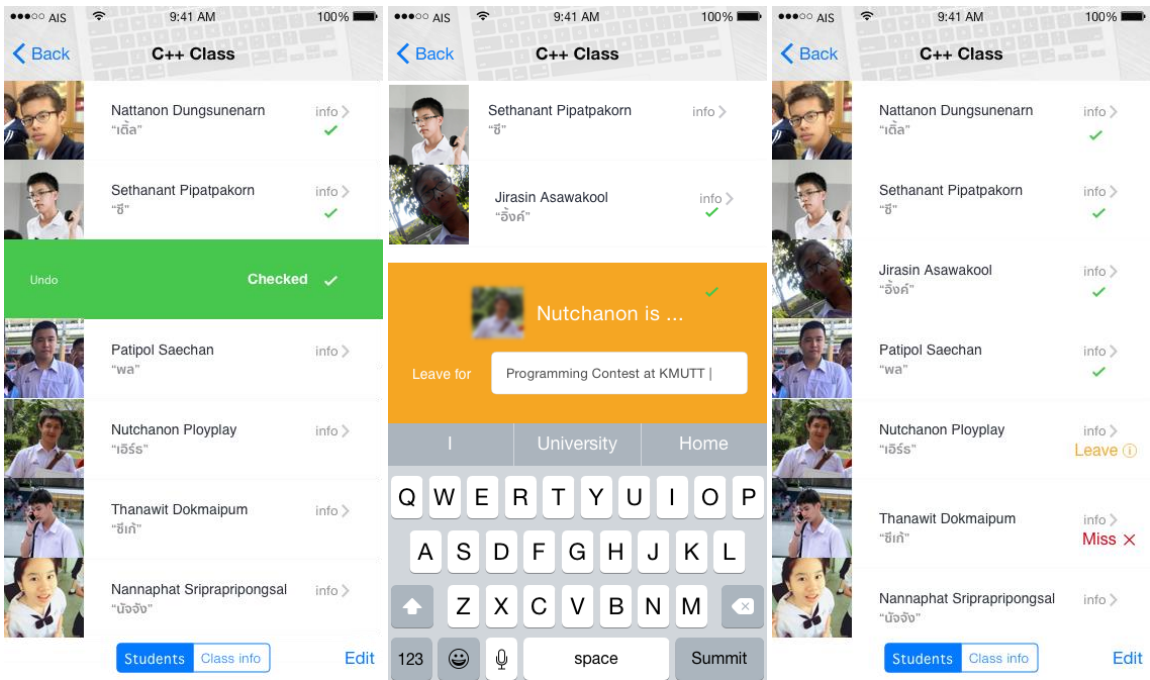 AIS 9:41 AM 100%
Back C++ Class
Nattanon Dungsunenarn info
“เติ้ล”
Sethanant Pipatpakorn info
“ซี”
Undo Checked
Patipol Saechan info
“พล”
Nutchanon Ployplay info
“เอิร์ธ”
Thanawit Dokmaipum info
“ซีเก้”
Nannaphat Sriprapripongsal info
“นัจจัง”
Students Class info Edit
AIS 9:41 AM 100%
Back C++ Class
Sethanant Pipatpakorn info
“ซี”
Jirasin Asawakool info
“อิ้งค์”
Nutchanon is ...
Leave for Programming Contest at KMUTT |
I University Home
Q W E R T Y U I O P
A S D F G H J K L
Z X C V B N M
123 space Summit
AIS 9:41 AM 100%
Back C++ Class
Nattanon Dungsunenarn info
“เติ้ล”
Sethanant Pipatpakorn info
“ซี”
Jirasin Asawakool info
“อิ้งค์”
Patipol Saechan info
“พล”
Nutchanon Ployplay info
“เอิร์ธ” Leave
Thanawit Dokmaipum info
“ซีเก้” Miss
Nannaphat Sriprapripongsal info
“นัจจัง”
Students Class info Edit